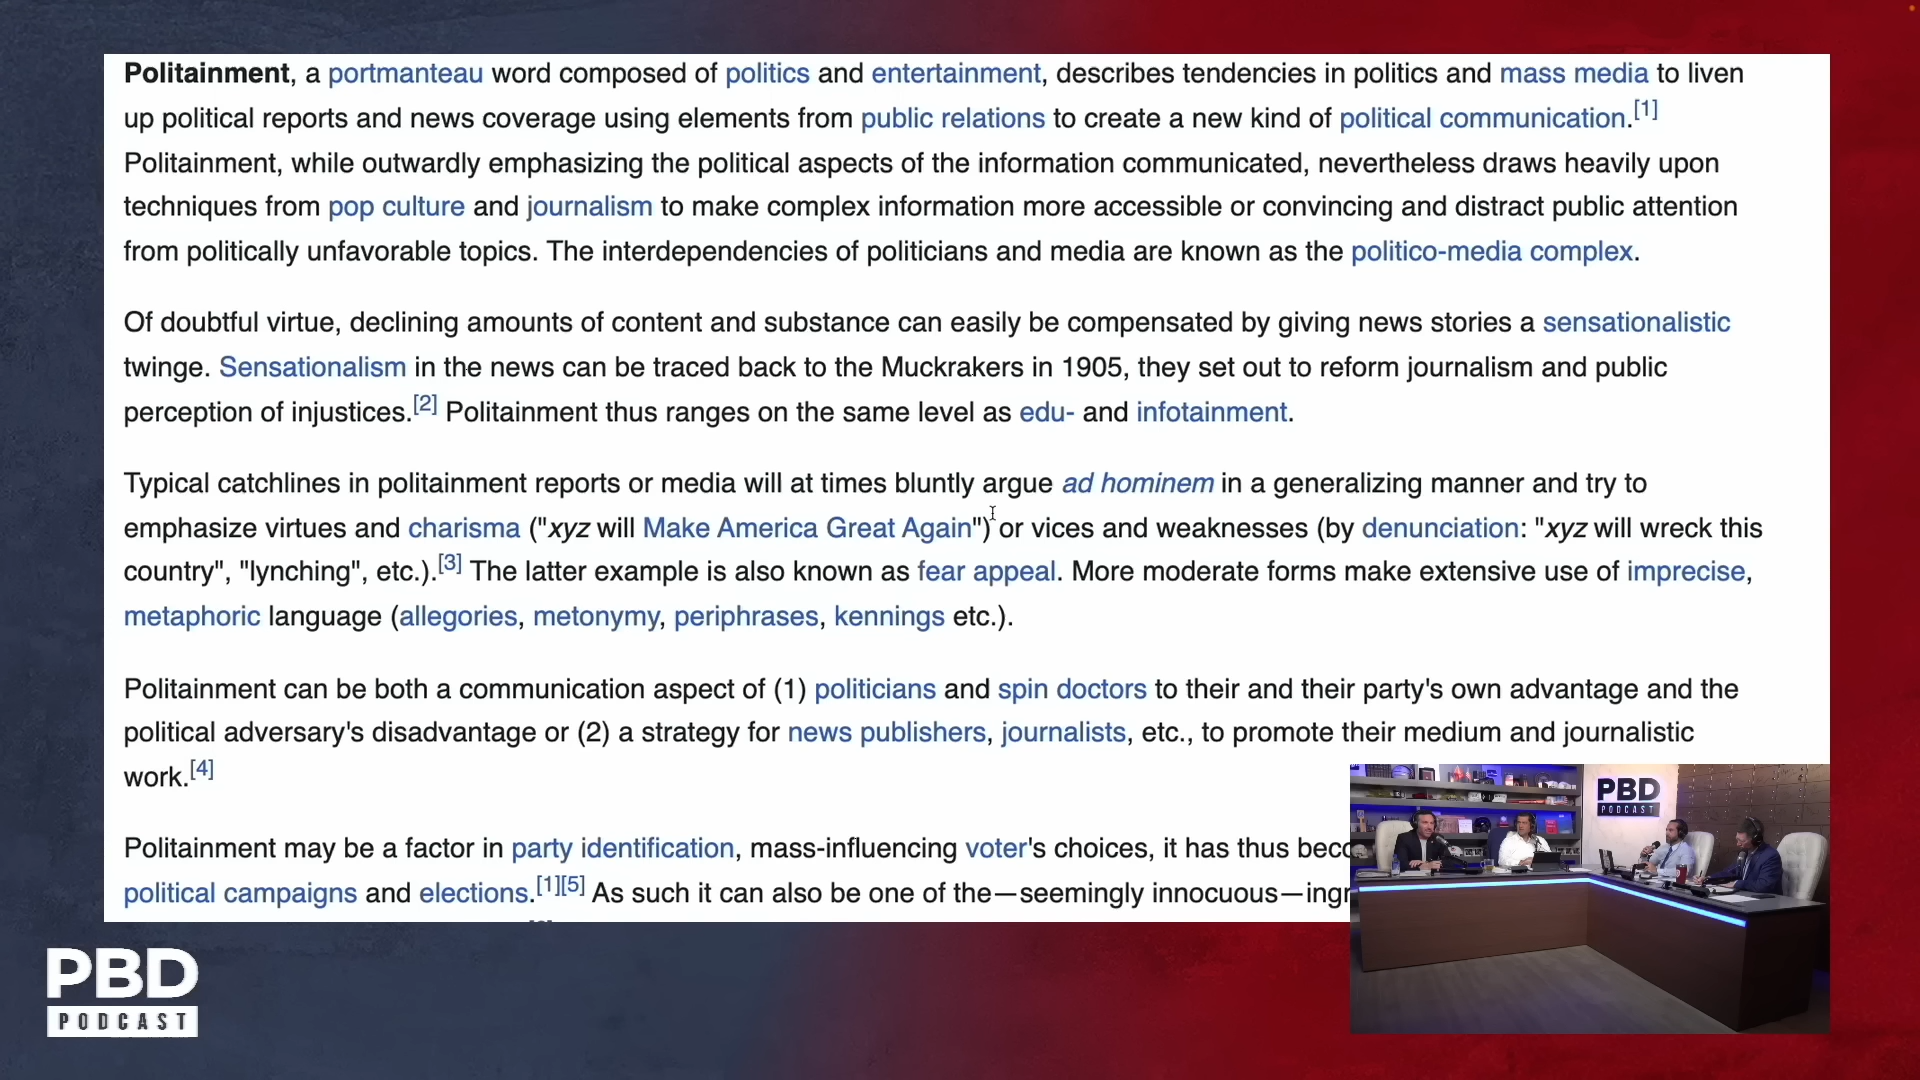 Politainment, a portmanteau word composed of politics and entertainment, describes tendencies in politics and mass media to liven
up political reports and news coverage using elements from public relations to create a new kind of political communication.[1]
Politainment, while outwardly emphasizing the political aspects of the information communicated, nevertheless draws heavily upon
techniques from pop culture and journalism to make complex information more accessible or convincing and distract public attention
from politically unfavorable topics. The interdependencies of politicians and media are known as the politico-media complex.
Of doubtful virtue, declining amounts of content and substance can easily be compensated by giving news stories a sensationalistic
twinge. Sensationalism in the news can be traced back to the Muckrakers in 1905, they set out to reform journalism and public
perception of injustices.[2] Politainment thus ranges on the same level as edu- and infotainment.
Typical catchlines in politainment reports or media will at times bluntly argue ad hominem in a generalizing manner and try to
emphasize virtues and charisma ("xyz will Make America Great Again") or vices and weaknesses (by denunciation: "xyz will wreck this
country", "lynching", etc.).[3] The latter example is also known as fear appeal. More moderate forms make extensive use of imprecise,
metaphoric language (allegories, metonymy, periphrases, kennings etc.).
Politainment can be both a communication aspect of (1) politicians and spin doctors to their and their party's own advantage and the
political adversary's disadvantage or (2) a strategy for news publishers, journalists, etc., to promote their medium and journalistic
work.[4]
Politainment may be a factor in party identification, mass-influencing voter's choices, it has thus
political campaigns and elections.[1][5] As such it can also be one of the—seemingly innocuous—
PBD
PODCAST
PBD
PODCAST